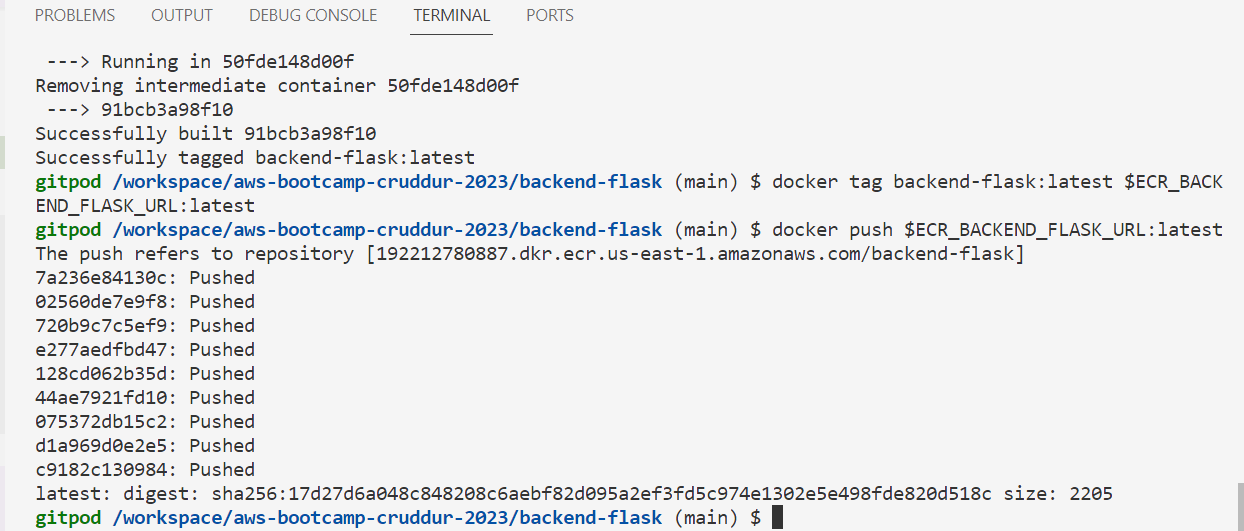 PROBLEMS OUTPUT DEBUG CONSOLE TERMINAL PORTS
---> Running in 50fde148d00f
Removing intermediate container 50fde148d00f
---> 91bcb3a98f10
Successfully built 91bcb3a98f10
Successfully tagged backend-flask:latest
gitpod /workspace/aws-bootcamp-cruddur-2023/backend-flask (main) $ docker tag backend-flask:latest $ECR_BACK
END_FLASK_URL:latest
gitpod /workspace/aws-bootcamp-cruddur-2023/backend-flask (main) $ docker push $ECR_BACKEND_FLASK_URL:latest
The push refers to repository [192212780887.dkr.ecr.us-east-1.amazonaws.com/backend-flask]
7a236e84130c: Pushed
02560de7e9f8: Pushed
720b9c7c5ef9: Pushed
e277aedfbd47: Pushed
128cd062b35d: Pushed
44ae7921fd10: Pushed
075372db15c2: Pushed
d1a969d0e2e5: Pushed
c9182c130984: Pushed
latest: digest: sha256:17d27d6a048c848208c6aebf82d095a2ef3fd5c974e1302e5e498fde820d518c size: 2205
gitpod /workspace/aws-bootcamp-cruddur-2023/backend-flask (main) $